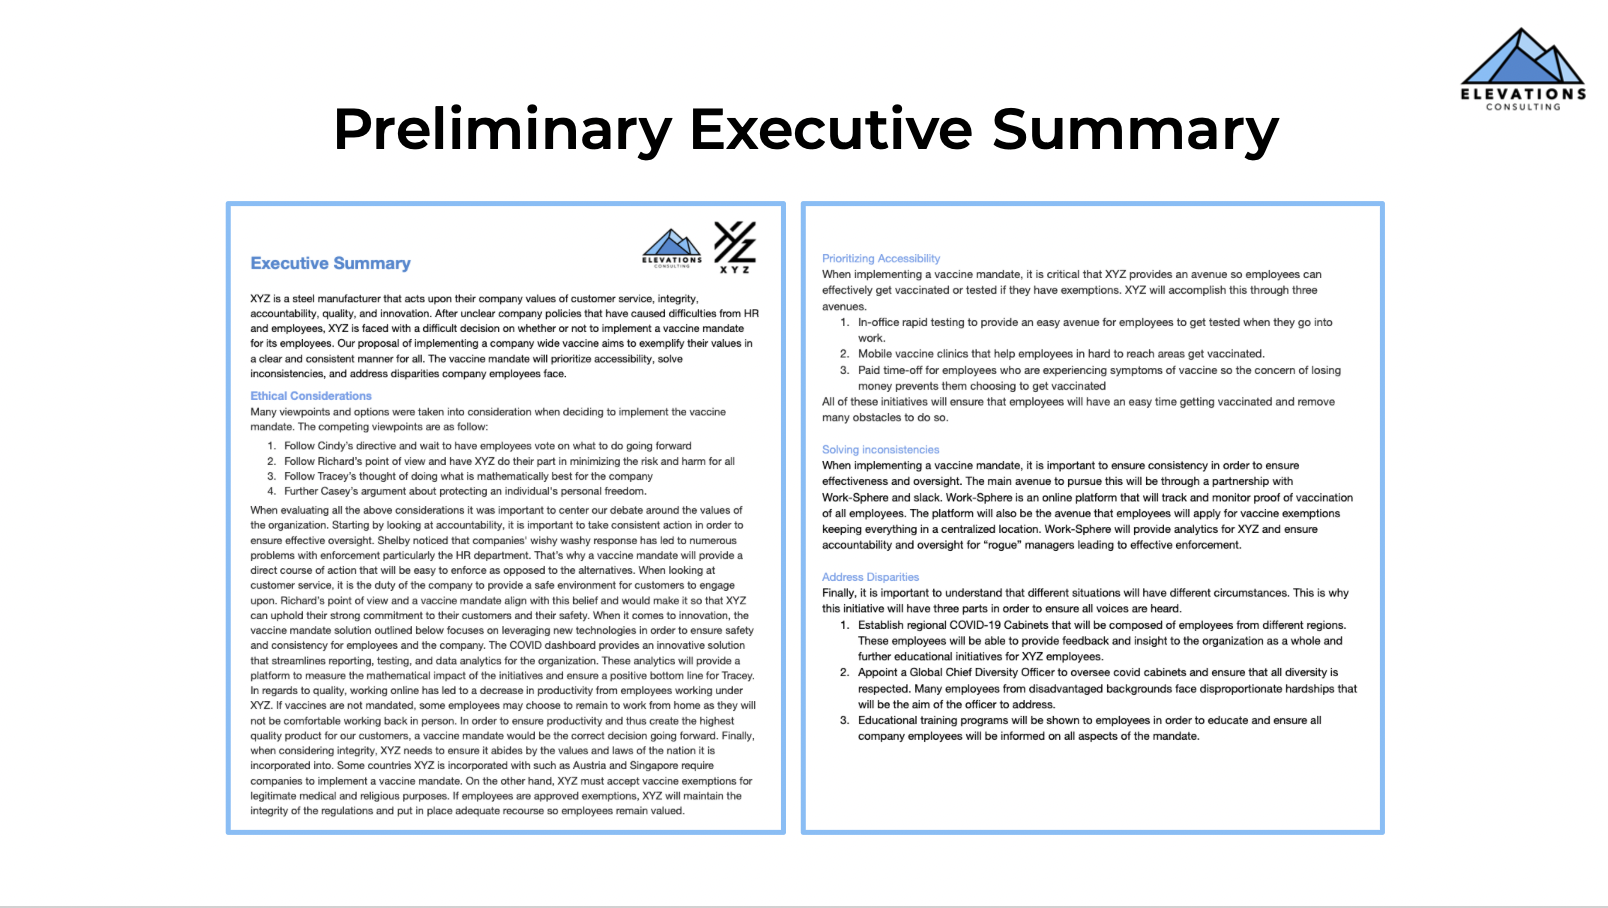 ELEVATIONS
CONSULTING
Preliminary Executive Summary
ELEVATIONS
CONSULTING
XYZ
Executive Summary
XYZ is a steel manufacturer that acts upon their company values of customer service, integrity,
accountability, quality, and innovation. After unclear company policies that have caused difficulties from HR
and employees, XYZ is faced with a difficult decision on whether or not to implement a vaccine mandate
for its employees. Our proposal of implementing a company wide vaccine aims to exemplify their values in
a clear and consistent manner for all. The vaccine mandate will prioritize accessibility, solve
inconsistencies, and address disparities company employees face.
Ethical Considerations
Many viewpoints and options were taken into consideration when deciding to implement the vaccine
mandate. The competing viewpoints are as follow:
1. Follow Cindy's directive and wait to have employees vote on what to do going forward
2. Follow Richard's point of view and have XYZ do their part in minimizing the risk and harm for all
3. Follow Tracey's thought of doing what is mathematically best for the company
4. Further Casey's argument about protecting an individual's personal freedom.
When evaluating all the above considerations it was important to center our debate around the values of
the organization. Starting by looking at accountability, it is important to take consistent action in order to
ensure effective oversight. Shelby noticed that companies' wishy washy response has led to numerous
problems with enforcement particularly the HR department. That's why a vaccine mandate will provide a
direct course of action that will be easy to enforce as opposed to the alternatives. When looking at
customer service, it is the duty of the company to provide a safe environment for customers to engage
upon. Richard's point of view and a vaccine mandate align with this belief and would make it so that XYZ
can uphold their strong commitment to their customers and their safety. When it comes to innovation, the
vaccine mandate solution outlined below focuses on leveraging new technologies in order to ensure safety
and consistency for employees and the company. The COVID dashboard provides an innovative solution
that streamlines reporting, testing, and data analytics for the organization. These analytics will provide a
platform to measure the mathematical impact of the initiatives and ensure a positive bottom line for Tracey.
In regards to quality, working online has led to a decrease in productivity from employees working under
XYZ. If vaccines are not mandated, some employees may choose to remain to work from home as they will
not be comfortable working back in person. In order to ensure productivity and thus create the highest
quality product for our customers, a vaccine mandate would be the correct decision going forward. Finally,
when considering integrity, XYZ needs to ensure it abides by the values and laws of the nation it is
incorporated into. Some countries XYZ is incorporated with such as Austria and Singapore require
companies to implement a vaccine mandate. On the other hand, XYZ must accept vaccine exemptions for
legitimate medical and religious purposes. If employees are approved exemptions, XYZ will maintain the
integrity of the regulations and put in place adequate recourse so employees remain valued.
Prioritizing Accessibility
When implementing a vaccine mandate, it is critical that XYZ provides an avenue so employees can
effectively get vaccinated or tested if they have exemptions. XYZ will accomplish this through three
avenues.
1. In-office rapid testing to provide an easy avenue for employees to get tested when they go into
work.
2. Mobile vaccine clinics that help employees in hard to reach areas get vaccinated.
3. Paid time-off for employees who are experiencing symptoms of vaccine so the concern of losing
money prevents them choosing to get vaccinated
All of these initiatives will ensure that employees will have an easy time getting vaccinated and remove
many obstacles to do so.
Solving inconsistencies
When implementing a vaccine mandate, it is important to ensure consistency in order to ensure
effectiveness and oversight. The main avenue to pursue this will be through a partnership with
Work-Sphere and slack. Work-Sphere is an online platform that will track and monitor proof of vaccination
of all employees. The platform will also be the avenue that employees will apply for vaccine exemptions
keeping everything in a centralized location. Work-Sphere will provide analytics for XYZ and ensure
accountability and oversight for “rogue” managers leading to effective enforcement.
Address Disparities
Finally, it is important to understand that different situations will have different circumstances. This is why
this initiative will have three parts in order to ensure all voices are heard.
1. Establish regional COVID-19 Cabinets that will be composed of employees from different regions.
These employees will be able to provide feedback and insight to the organization as a whole and
further educational initiatives for XYZ employees.
2. Appoint a Global Chief Diversity Officer to oversee covid cabinets and ensure that all diversity is
respected. Many employees from disadvantaged backgrounds face disproportionate hardships that
will be the aim of the officer to address.
3. Educational training programs will be shown to employees in order to educate and ensure all
company employees will be informed on all aspects of the mandate.